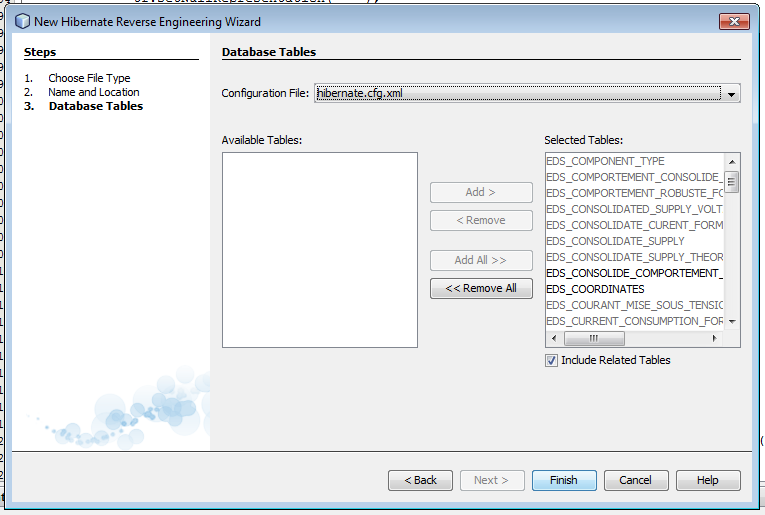 New Hibernate Reverse Engineering Wizard
Steps
1. Choose File Type
2. Name and Location
3. Database Tables
Database Tables
Configuration File: hibernate.cfg.xml
Available Tables:
Selected Tables:
Add >
< Remove
Add All >>
<< Remove All
EDS_COMPONENT_TYPE
EDS_COMPORTEMENT_CONSOLIDE_
EDS_COMPORTEMENT_ROBUSTE_FO
EDS_CONSOLIDATED_SUPPLY_VOLT
EDS_CONSOLIDATE_CURENT_FORM
EDS_CONSOLIDATE_SUPPLY
EDS_CONSOLIDATE_SUPPLY_THEOR
EDS_CONSOLIDE_COMPORTEMENT_
EDS_COORDINATES
EDS_COURANT_MISE_SOUS_TENSIO
EDS_CURRENT_CONSUMPTION_FOR
Include Related Tables
< Back
Next >
Finish
Cancel
Help